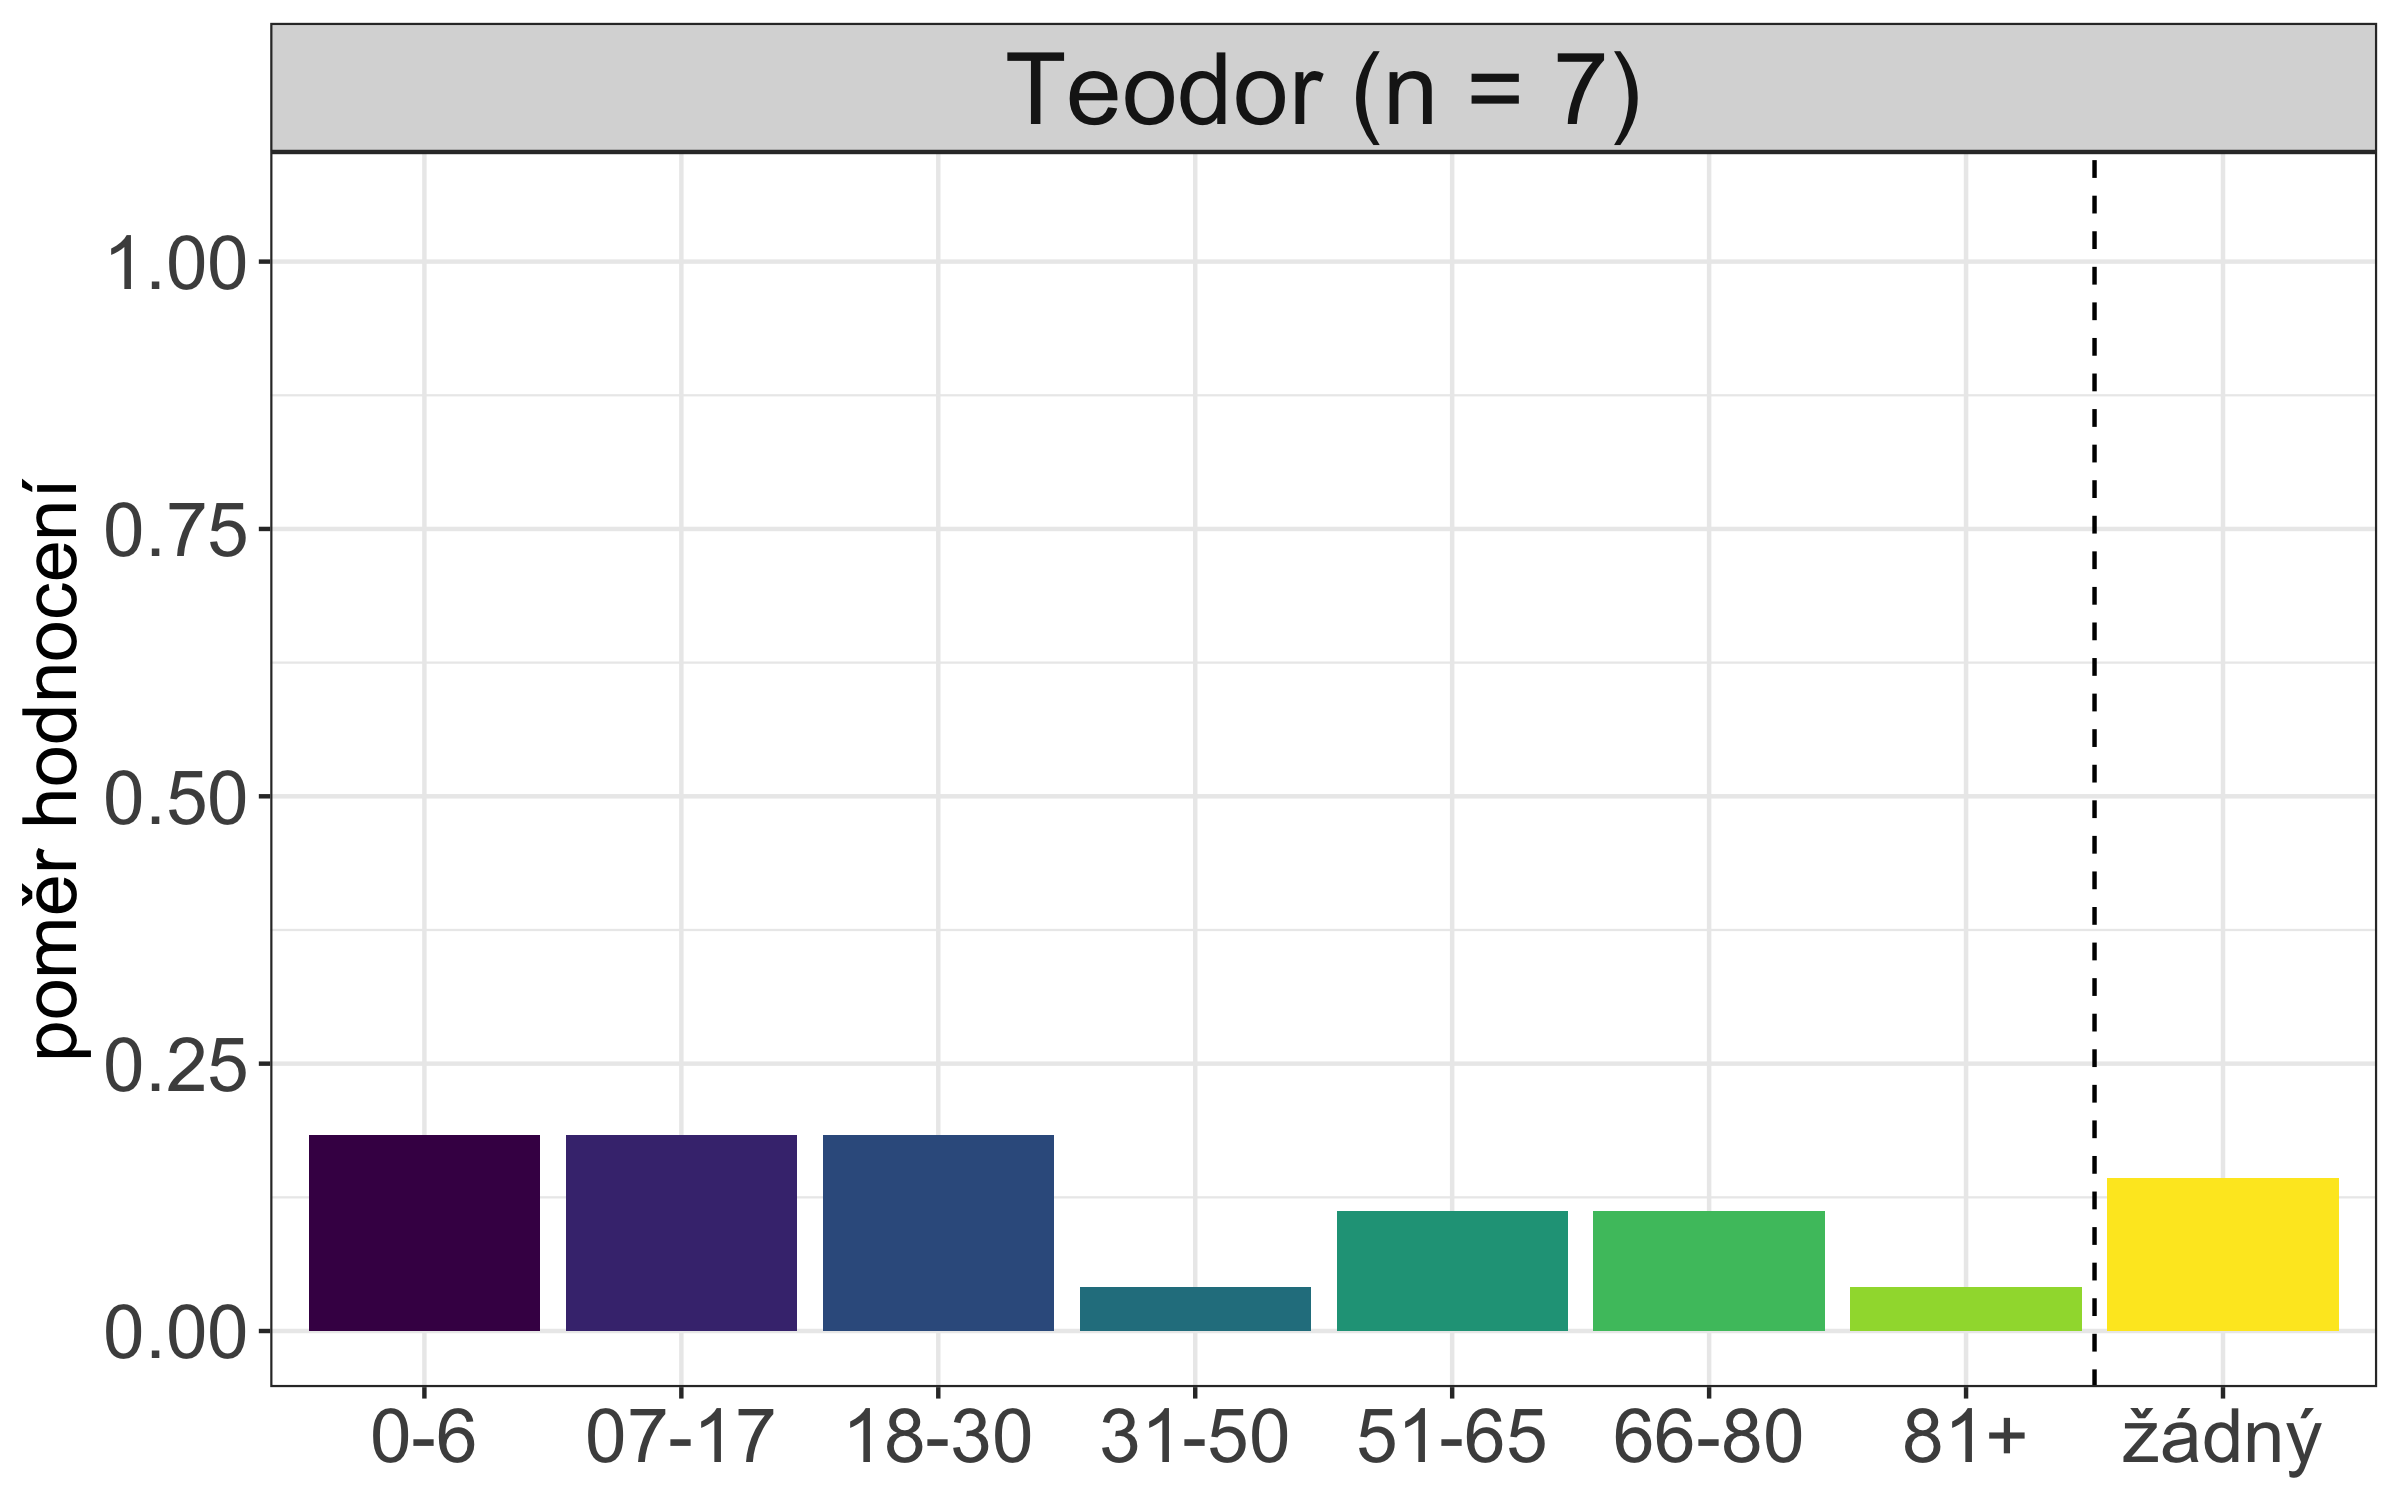 Teodor (n = 7)
poměr hodnocení
1.00
0.75
0.50
0.25
0.00
0-6 07-17 18-30 31-50 51-65 66-80 81+ žádný